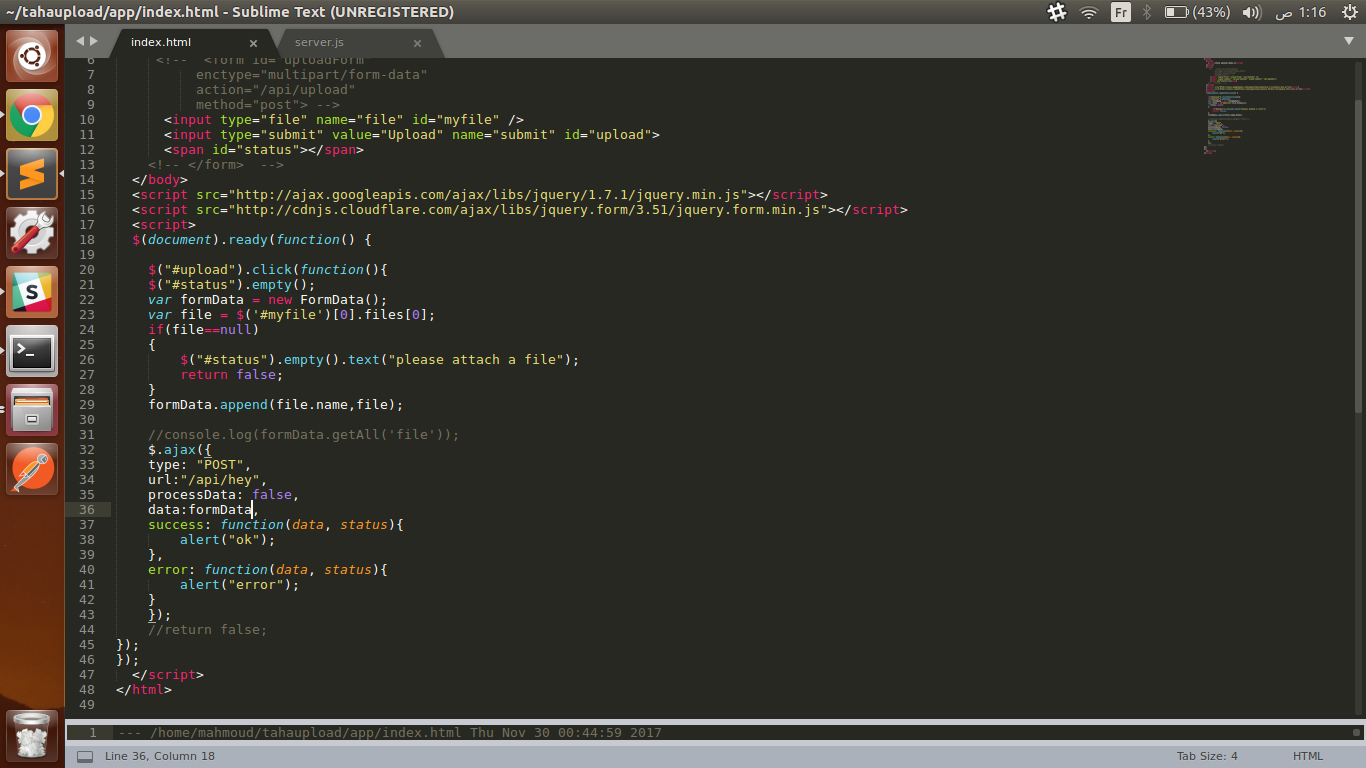 ~/tahaupload/app/index.html - Sublime Text (UNREGISTERED)
Fr (43%) 1:16 ص
index.html × server.js ×
6 <!-- <form id="uploadForm"
7 enctype="multipart/form-data"
8 action="/api/upload"
9 method="post"> -->
10 <input type="file" name="file" id="myfile" />
11 <input type="submit" value="Upload" name="submit" id="upload">
12 <span id="status"></span>
13 <!-- </form>  -->
14 </body>
15 <script src="http://ajax.googleapis.com/ajax/libs/jquery/1.7.1/jquery.min.js"></script>
16 <script src="http://cdnjs.cloudflare.com/ajax/libs/jquery.form/3.51/jquery.form.min.js"></script>
17 <script>
18 $(document).ready(function() {
19
20 $("#upload").click(function(){
21 $("#status").empty();
22 var formData = new FormData();
23 var file = $('#myfile')[0].files[0];
24 if(file==null)
25 {
26 $("#status").empty().text("please attach a file");
27 return false;
28 }
29 formData.append(file.name,file);
30
31 //console.log(formData.getAll('file'));
32 $.ajax({
33 type: "POST",
34 url:"/api/hey",
35 processData: false,
36 data:formData,
37 success: function(data, status){
38 alert("ok");
39 },
40 error: function(data, status){
41 alert("error");
42 }
43 });
44 //return false;
45 });
46 });
47 </script>
48 </html>
49
1 --- /home/mahmoud/tahaupload/app/index.html Thu Nov 30 00:44:59 2017
Line 36, Column 18 Tab Size: 4 HTML